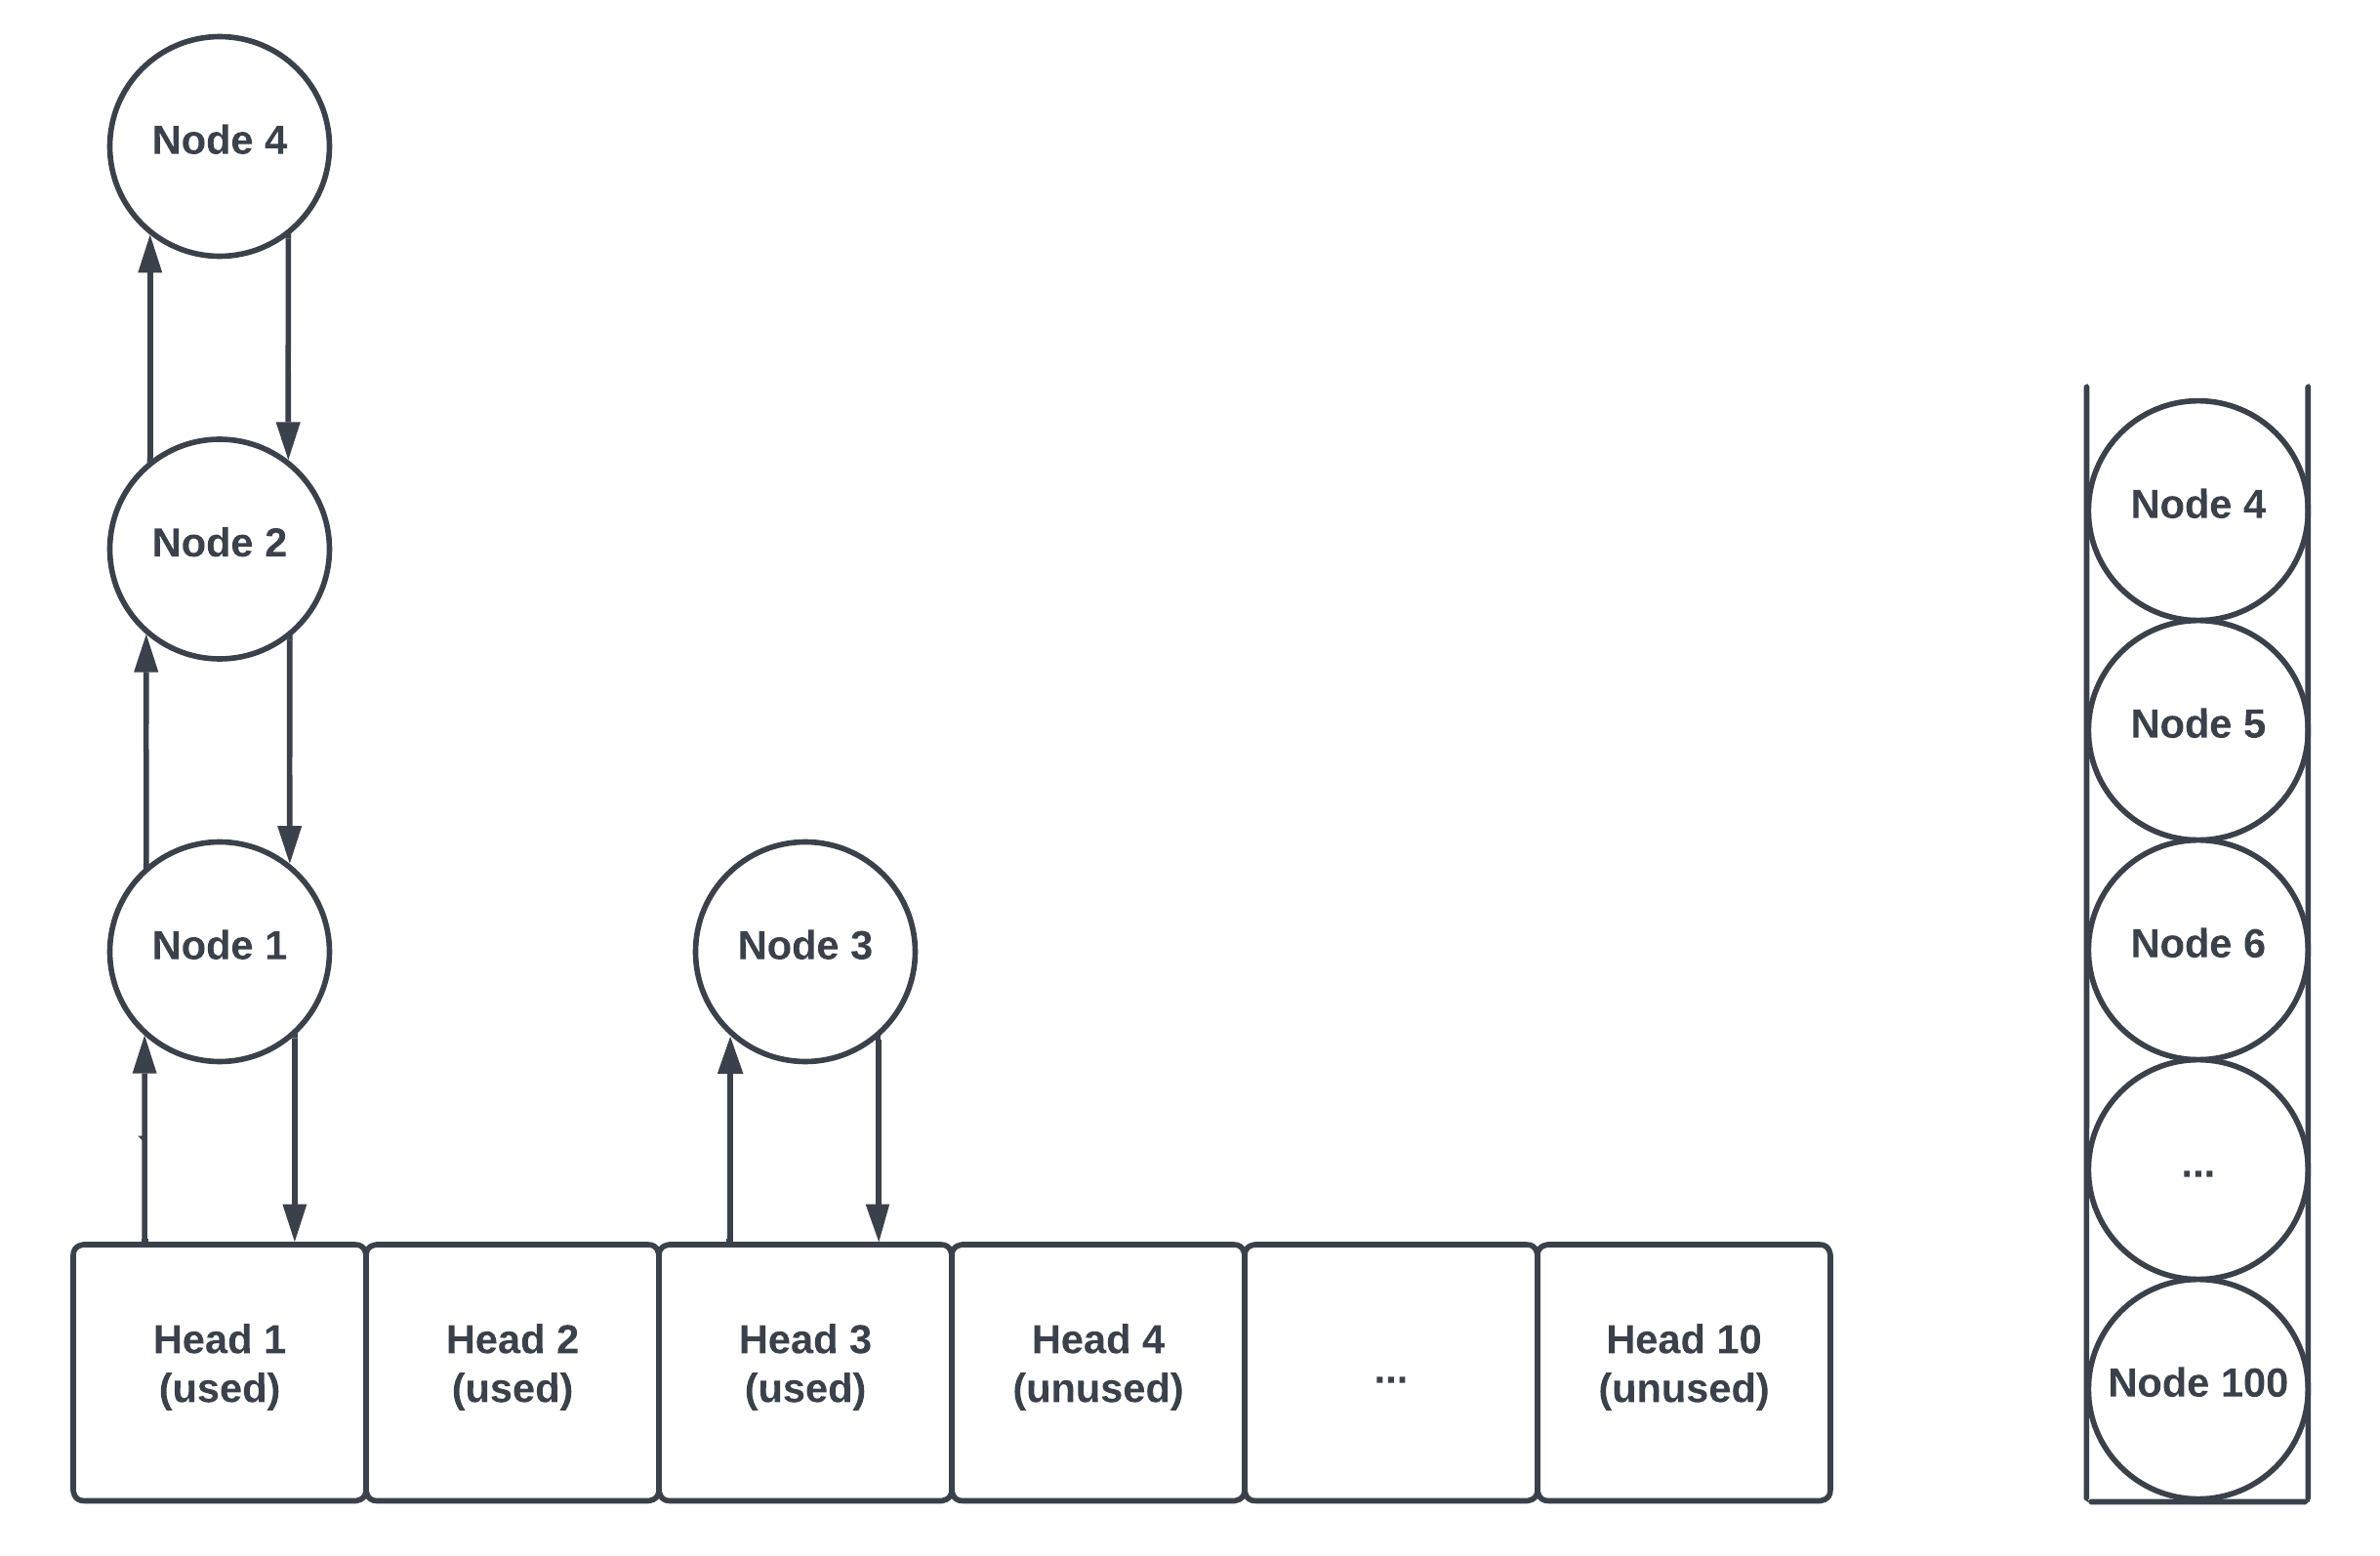 Node 4
Node 2
Node 1
Node 3
Head 1
(used)
Head 2
(used)
Head 3
(used)
Head 4
(unused)
...
Head 10
(unused)
Node 4
Node 5
Node 6
...
Node 100